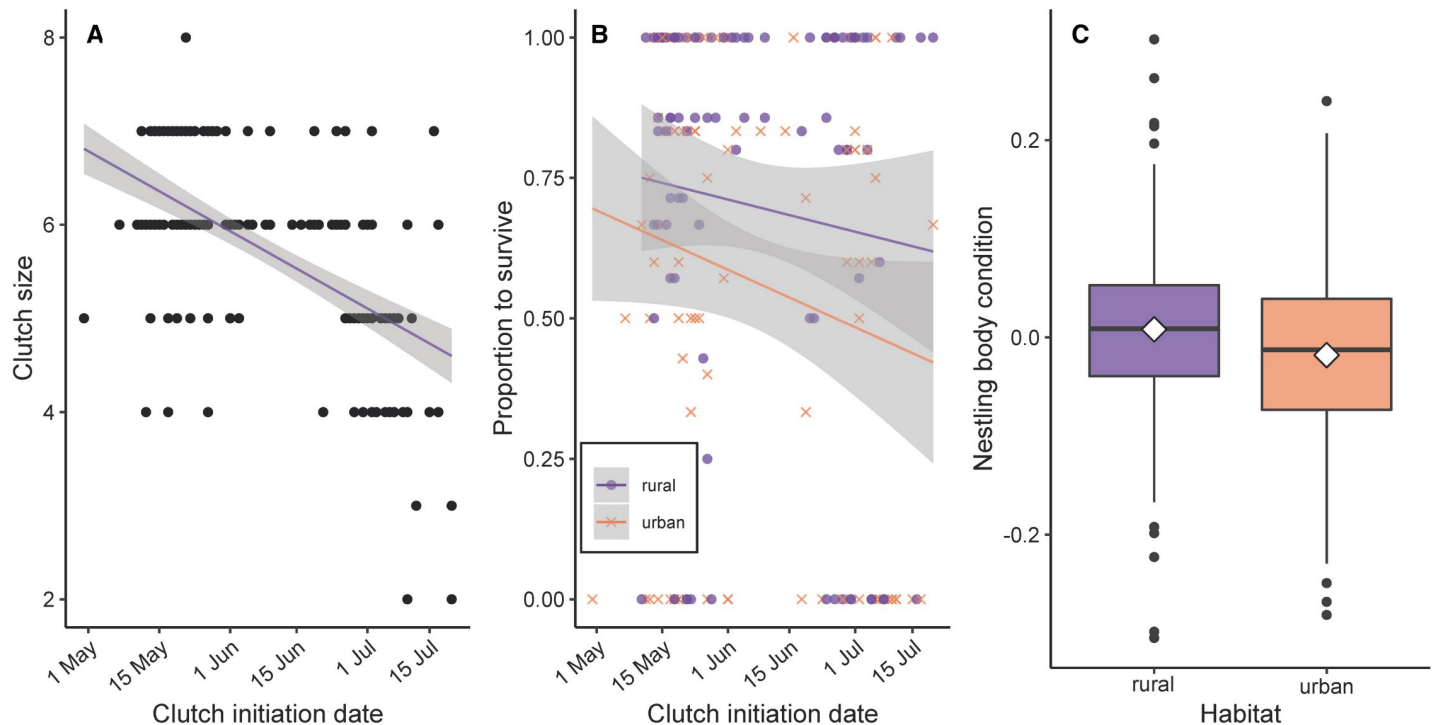 A
Clutch size
8
6
4
2
1 May
15 May
1 Jun
15 Jun
1 Jul
15 Jul
Clutch initiation date
B
Proportion to survive
1.00
0.75
0.50
0.25
0.00
rural
urban
1 May
15 May
1 Jun
15 Jun
1 Jul
15 Jul
Clutch initiation date
C
Nestling body condition
0.2
0.0
-0.2
rural
urban
Habitat